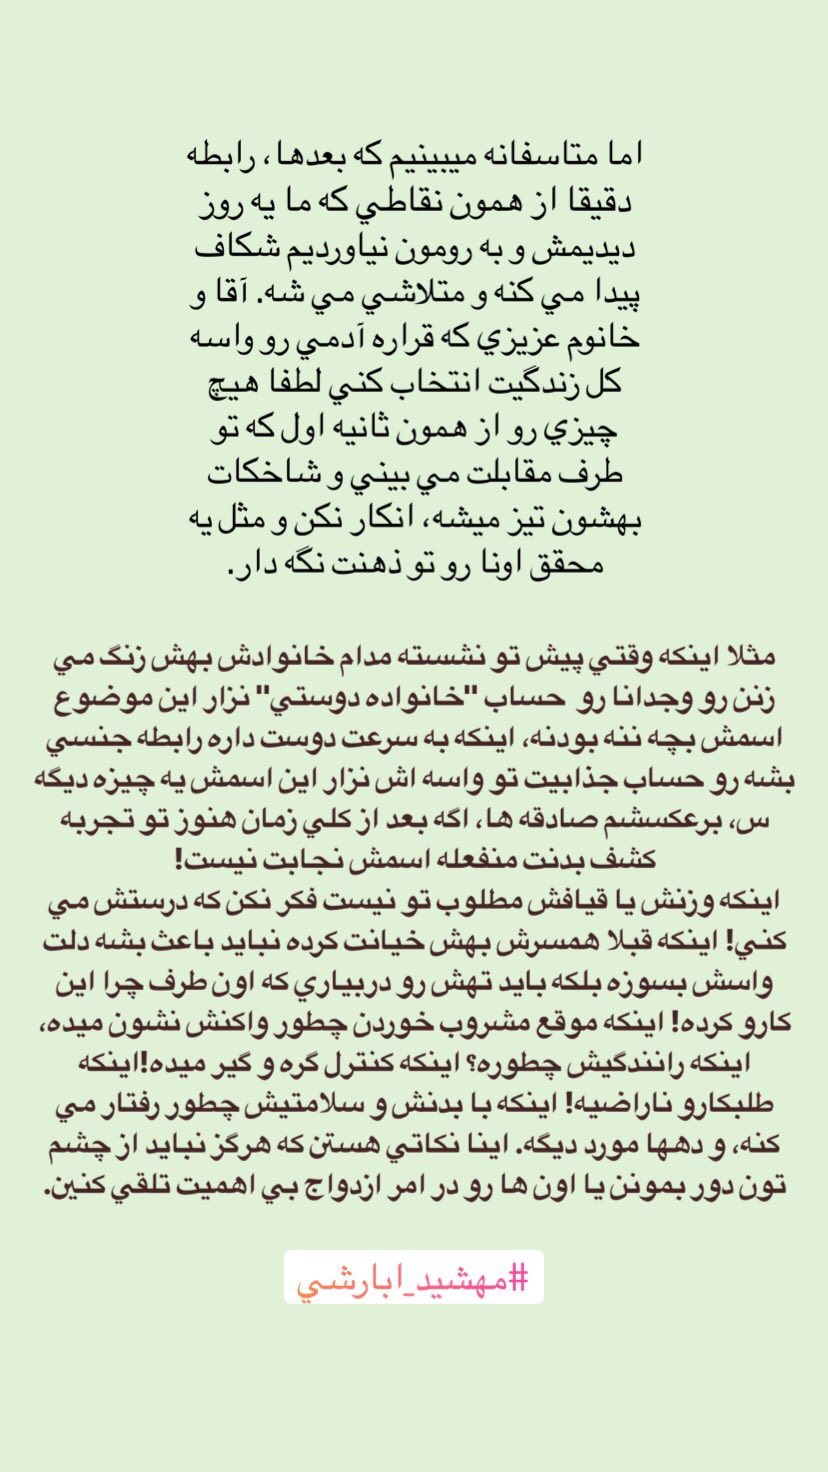 اما متاسفانه ميبينيم كه بعدها، رابطه
دقيقا از همون نقاطي كه ما يه روز
ديديمش و به رومون نياورديم شكاف
پيدا مي كنه و متلاشي مي شه. آقا و
خانوم عزيزي كه قراره آدمي رو واسه
كل زندگيت انتخاب كني لطفا هيچ
چيزي رو از همون ثانيه اول كه تو
طرف مقابلت مي بيني و شاخكات
بهشون تيز ميشه، انكار نكن و مثل يه
محقق اونا رو تو ذهنت نگه دار.
مثلا اينكه وقتي پيش تو نشسته مدام خانوادش بهش زنگ مي
زنن رو وجدانا رو حساب "خانواده دوستي" نزار اين موضوع
اسمش بچه ننه بودنه، اينكه به سرعت دوست داره رابطه جنسي
بشه رو حساب جذابيت تو واسه اش نزار اين اسمش يه چيزه ديگه
س، برعكسشم صادقه ها، اگه بعد از كلي زمان هنوز تو تجربه
كشف بدنت منفعله اسمش نجابت نيست!
اينكه وزنش يا قيافش مطلوب تو نيست فكر نكن كه درستش مي
كني! اينكه قبلا همسرش بهش خيانت كرده نبايد باعث بشه دلت
واسش بسوزه بلكه بايد تهش رو دربياري كه اون طرف چرا اين
كارو كرده! اينكه موقع مشروب خوردن چطور واكنش نشون ميده،
اينكه رانندگيش چطوره؟ اينكه كنترل گره و گير ميده!اينكه
طلبكارو ناراضيه! اينكه با بدنش و سلامتيش چطور رفتار مي
كنه، و دهها مورد ديگه. اينا نكاتي هستن كه هرگز نبايد از چشم
تون دور بمونن يا اون ها رو در امر ازدواج بي اهميت تلقي كنين.
#مهشيد_ابارشي